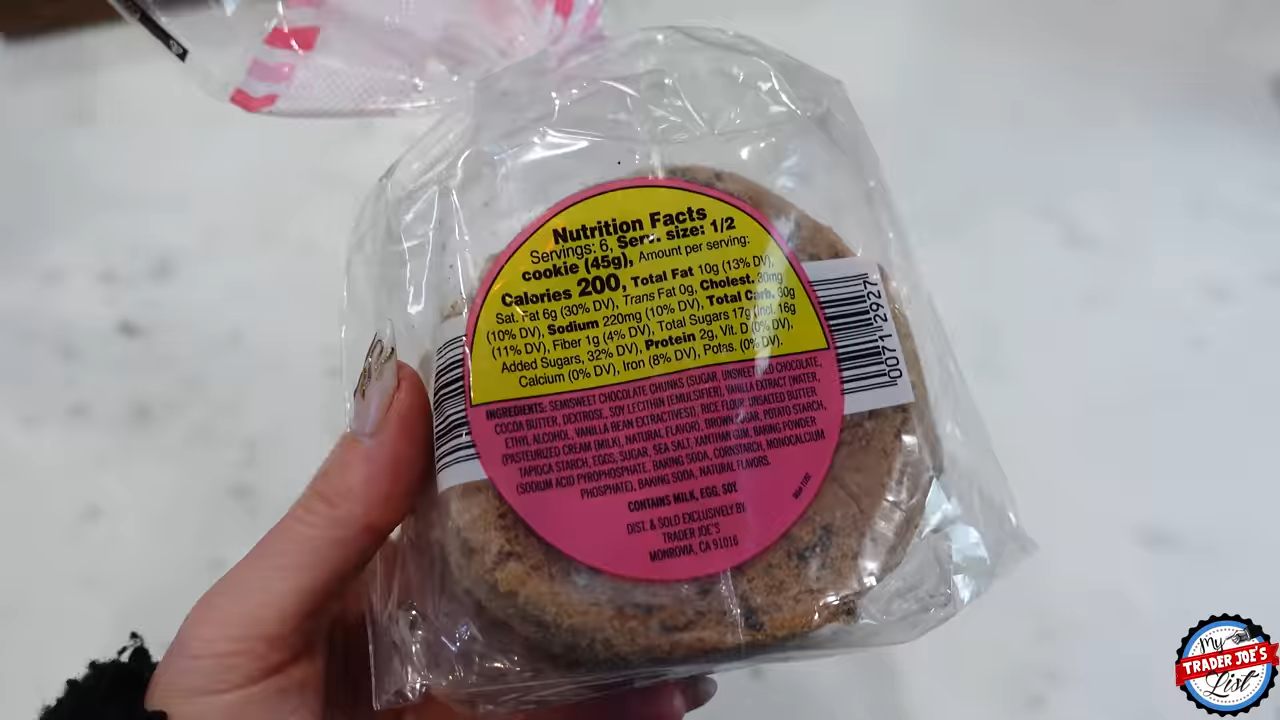 Nutrition Facts
Servings: 6, Serv. size: 1/2
cookie (45g), Amount per serving:
Calories 200, Total Fat 10g (13% DV),
Sat. Fat 6g (30% DV), Trans Fat 0g, Cholest. 30mg
(10% DV), Sodium 220mg (10% DV), Total Carb. 30g
(11% DV), Fiber 1g (4% DV), Total Sugars 17g (Incl. 16g
Added Sugars, 32% DV), Protein 2g, Vit. D (0% DV),
Calcium (0% DV), Iron (8% DV), Potas. (0% DV).
INGREDIENTS: SEMISWEET CHOCOLATE CHUNKS (SUGAR, UNSWEETENED CHOCOLATE,
COCOA BUTTER, DEXTROSE, SOY LECITHIN [EMULSIFIER], VANILLA EXTRACT [WATER,
ETHYL ALCOHOL, VANILLA BEAN EXTRACTIVES]), RICE FLOUR, UNSALTED BUTTER
(PASTEURIZED CREAM [MILK], NATURAL FLAVOR), BROWN SUGAR, POTATO STARCH,
TAPIOCA STARCH, EGGS, SUGAR, SEA SALT, XANTHAN GUM, BAKING POWDER
(SODIUM ACID PYROPHOSPHATE, BAKING SODA, CORNSTARCH, MONOCALCIUM
PHOSPHATE), BAKING SODA, NATURAL FLAVORS.
CONTAINS MILK, EGG, SOY.
DIST. & SOLD EXCLUSIVELY BY
TRADER JOE'S
MONROVIA, CA 91016
0071 2927
My
TRADER JOE'S
List